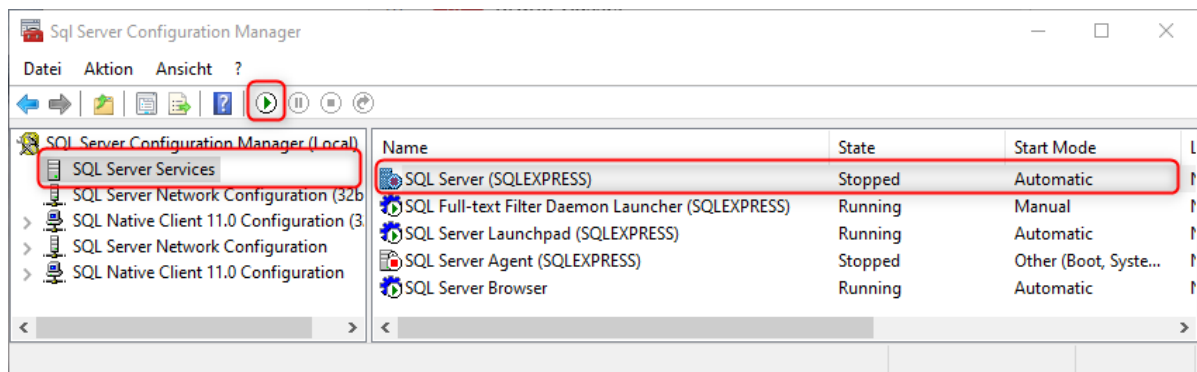 Sql Server Configuration Manager
Datei Aktion Ansicht ?
SQL Server Configuration Manager (Local)
SQL Server Services
SQL Server Network Configuration (32b
SQL Native Client 11.0 Configuration (3
SQL Server Network Configuration
SQL Native Client 11.0 Configuration
Name State Start Mode L
SQL Server (SQLEXPRESS) Stopped Automatic
SQL Full-text Filter Daemon Launcher (SQLEXPRESS) Running Manual
SQL Server Launchpad (SQLEXPRESS) Running Automatic
SQL Server Agent (SQLEXPRESS) Stopped Other (Boot, Syste...
SQL Server Browser Running Automatic